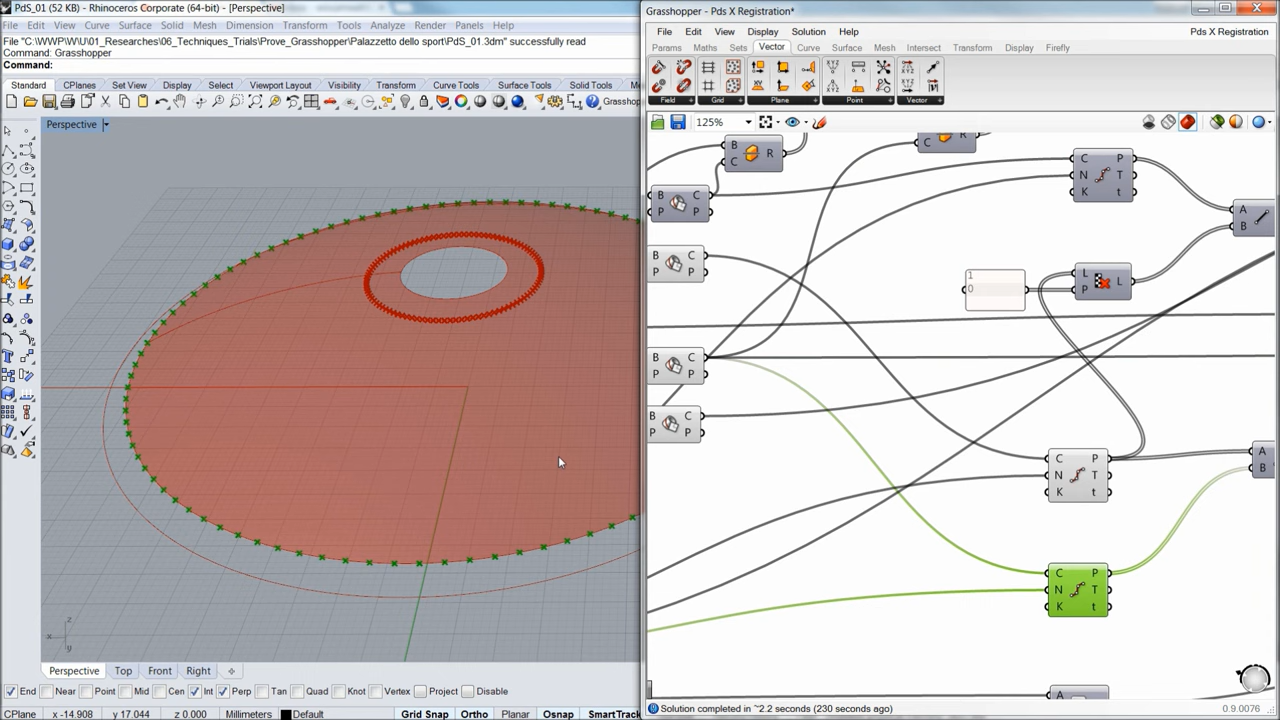 PdS_01 (52 KB) - Rhinoceros Corporate (64-bit) - [Perspective]
File Edit View Curve Surface Solid Mesh Dimension Transform Tools Analyze Render Panels Help
File "C:\WWP\W\U\01_Researches\06_Techniques_Trials\Prove_Grasshopper\Palazzetto dello sport\PdS_01.3dm" successfully read
Command: Grasshopper
Command:
Standard CPlanes Set View Display Select Viewport Layout Visibility Transform Curve Tools Surface Tools Solid Tools
Grasshop
Perspective
z
x
y
Perspective Top Front Right
End Near Point Mid Cen Int Perp Tan Quad Knot Vertex Project Disable
CPlane x -14.908 y 17.044 z 0.000 Millimeters Default Grid Snap Ortho Planar Osnap SmartTrack
Grasshopper - Pds X Registration*
File Edit View Display Solution Help Pds X Registration
Params Maths Sets Vector Curve Surface Mesh Intersect Transform Display Firefly
Field Grid Plane Point Vector
125%
B C R
C R
B P C P
C N K P T t
A B
B P C P
1
0
L P L
B P C P
B P C P
C N K P T t
A B
C N K P T t
A
Solution completed in ~2.2 seconds (230 seconds ago) 0.9.0076